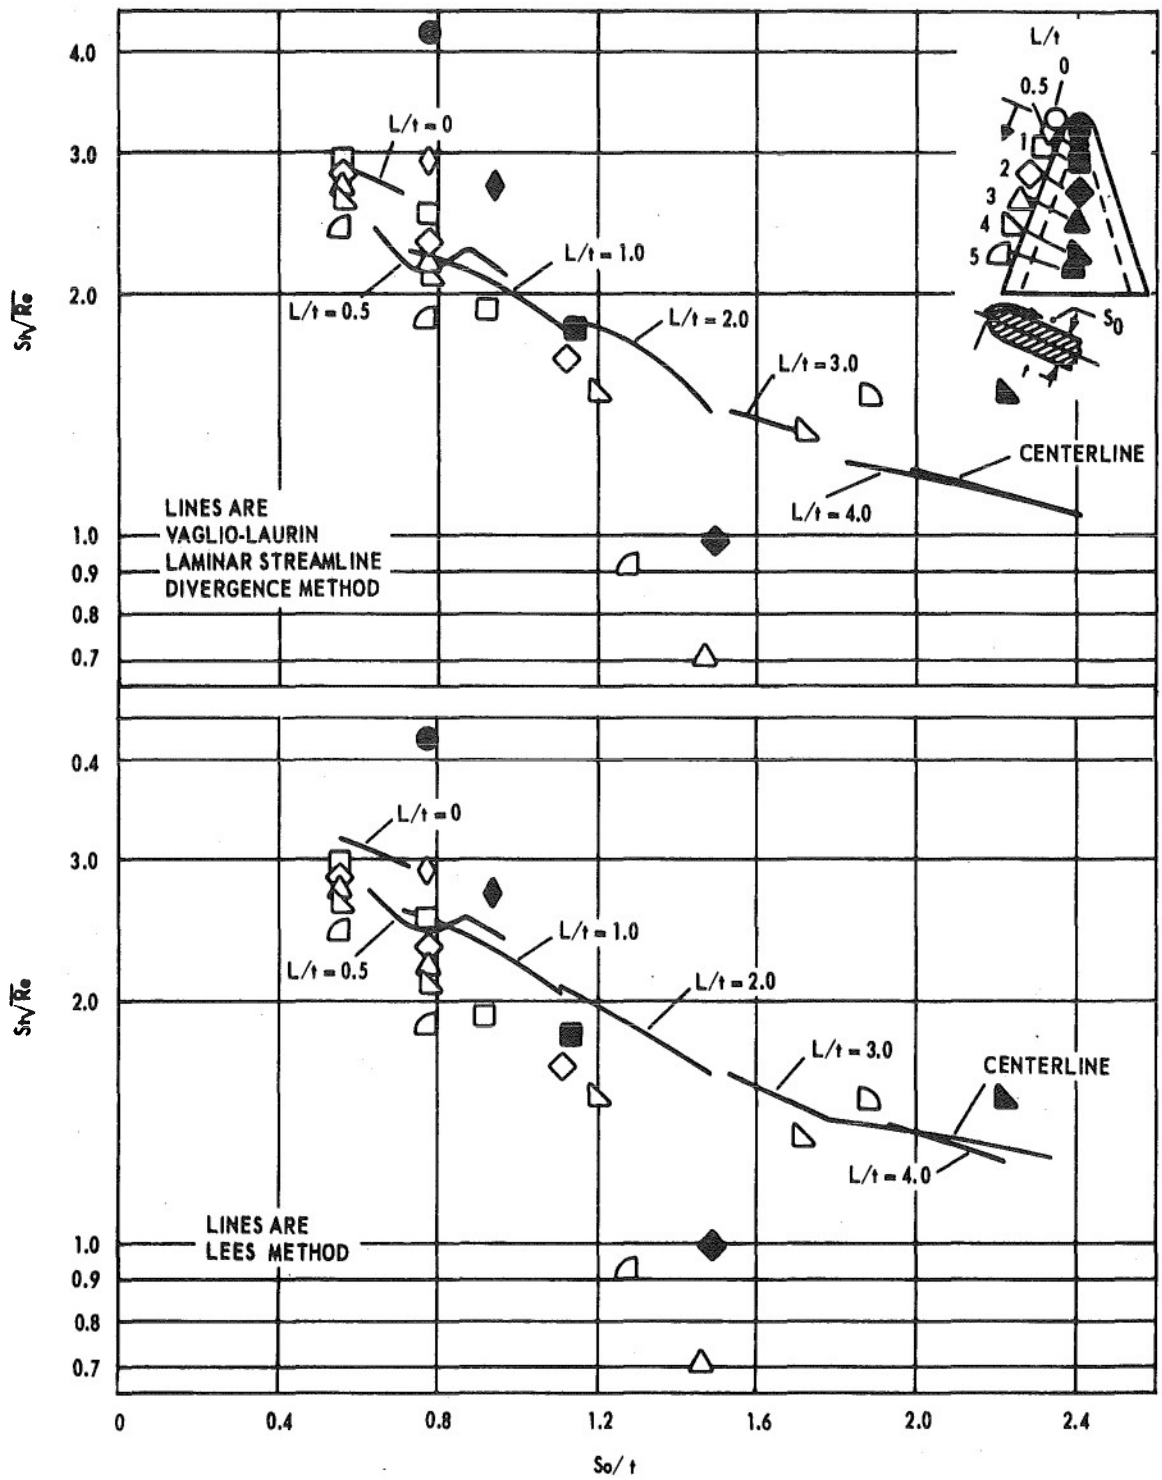 4.0
3.0
2.0
1.0
0.9
0.8
0.7
St√Re
L/t = 0
L/t = 0.5
L/t = 1.0
L/t = 2.0
L/t = 3.0
L/t = 4.0
CENTERLINE
LINES ARE
VAGLIO-LAURIN
LAMINAR STREAMLINE
DIVERGENCE METHOD
L/t
0
0.5
1
2
3
4
5
S0
t
0.4
3.0
2.0
1.0
0.9
0.8
0.7
St√Re
L/t = 0
L/t = 0.5
L/t = 1.0
L/t = 2.0
L/t = 3.0
CENTERLINE
L/t = 4.0
LINES ARE
LEES METHOD
0 0.4 0.8 1.2 1.6 2.0 2.4
So/t